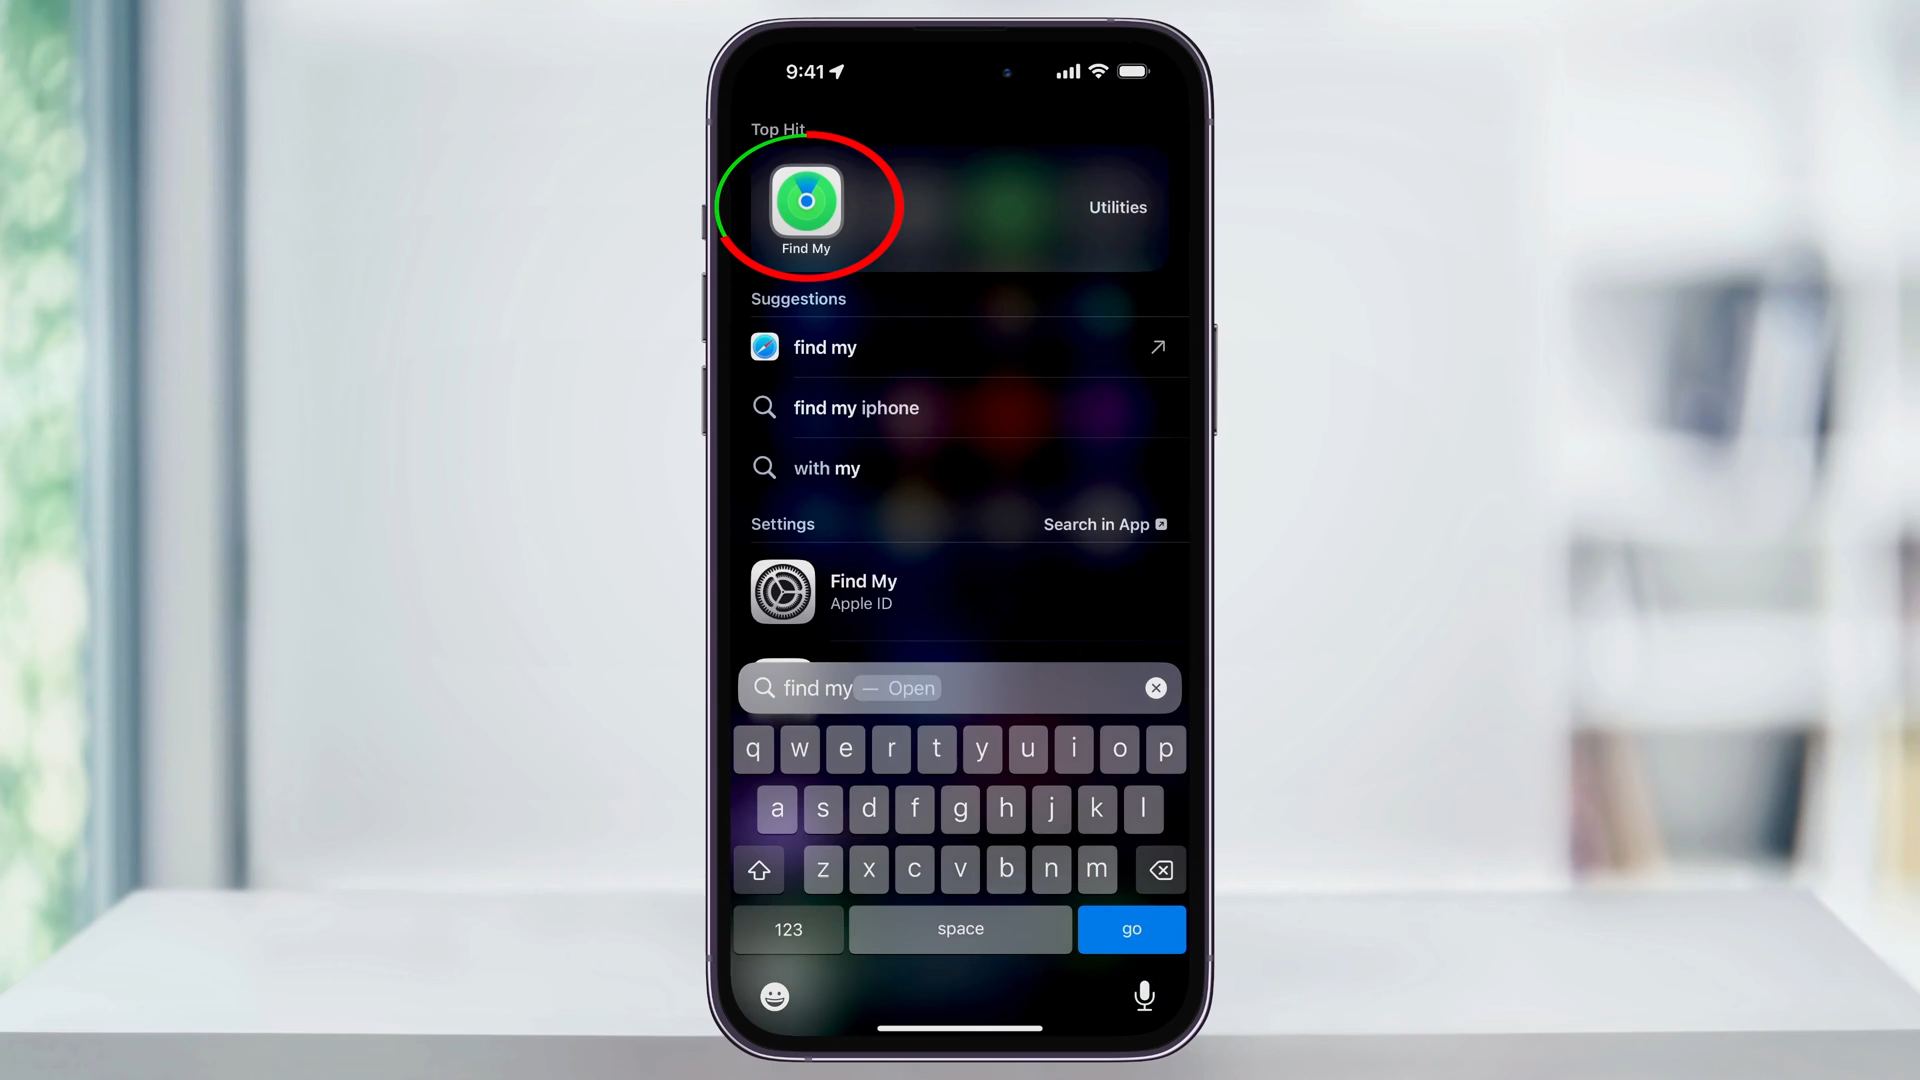 9:41
Top Hit
Find My
Utilities
Suggestions
find my
find my iphone
with my
Settings
Search in App
Find My
Apple ID
find my — Open
q w e r t y u i o p
a s d f g h j k l
z x c v b n m
123 space go